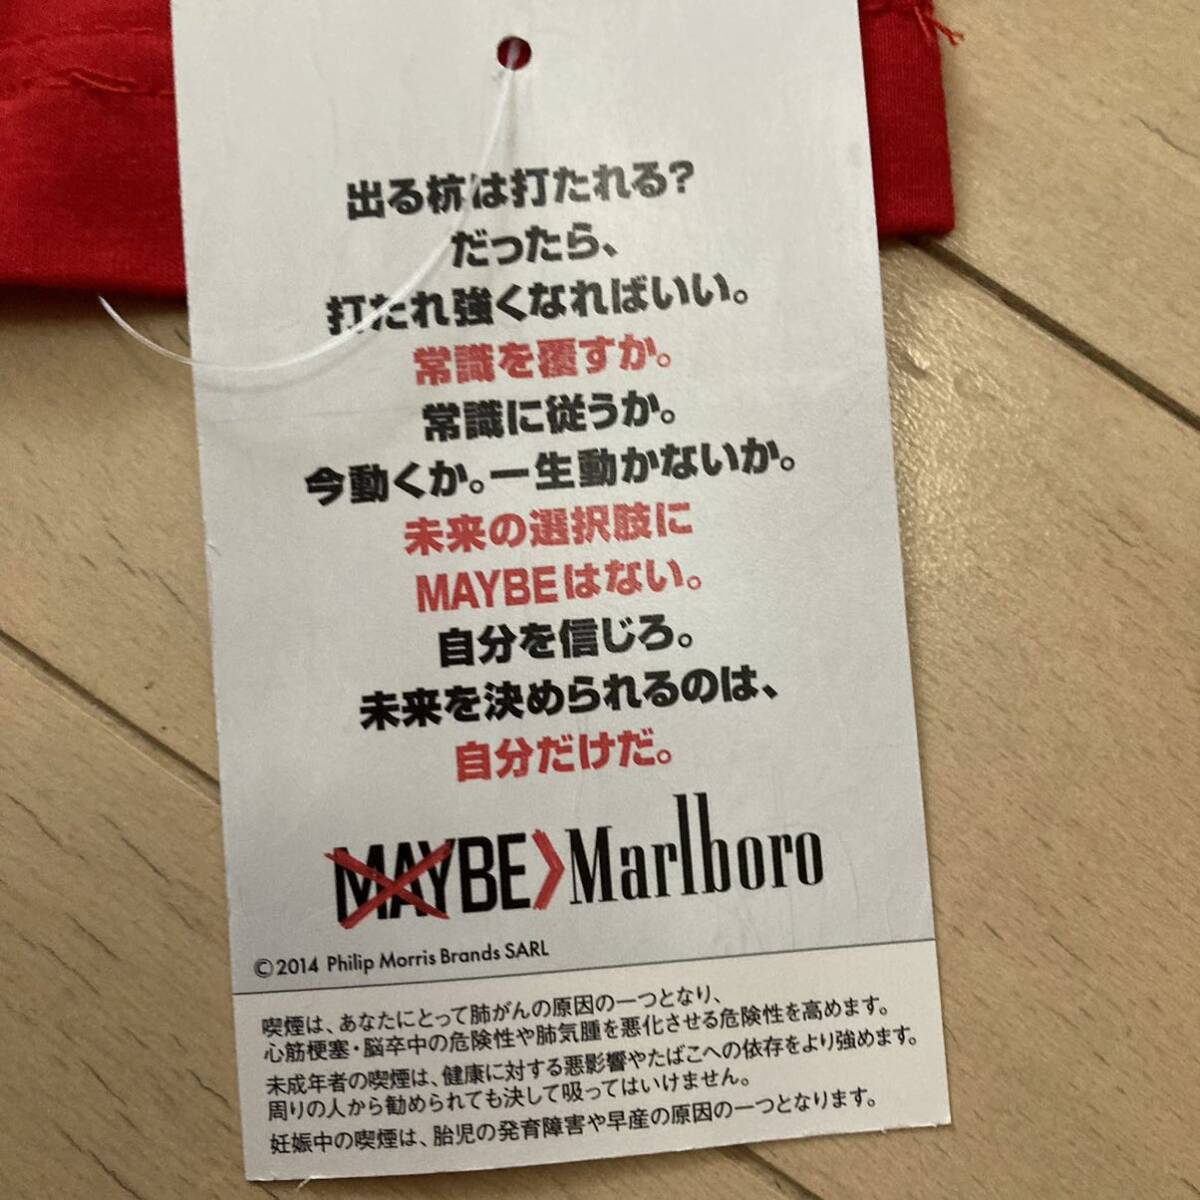 出る杭は打たれる?
だったら、
打たれ強くなればいい。
常識を覆すか。
常識に従うか。
今動くか。一生動かないか。
未来の選択肢に
MAYBEはない。
自分を信じろ。
未来を決められるのは、
自分だけだ。
MAYBE Marlboro
©2014 Philip Morris Brands SARL
喫煙は、あなたにとって肺がんの原因の一つとなり、
心筋梗塞・脳卒中の危険性や肺気腫を悪化させる危険性を高めます。
未成年者の喫煙は、健康に対する悪影響やたばこへの依存をより強めます。
周りの人から勧められても決して吸ってはいけません。
妊娠中の喫煙は、胎児の発育障害や早産の原因の一つとなります。